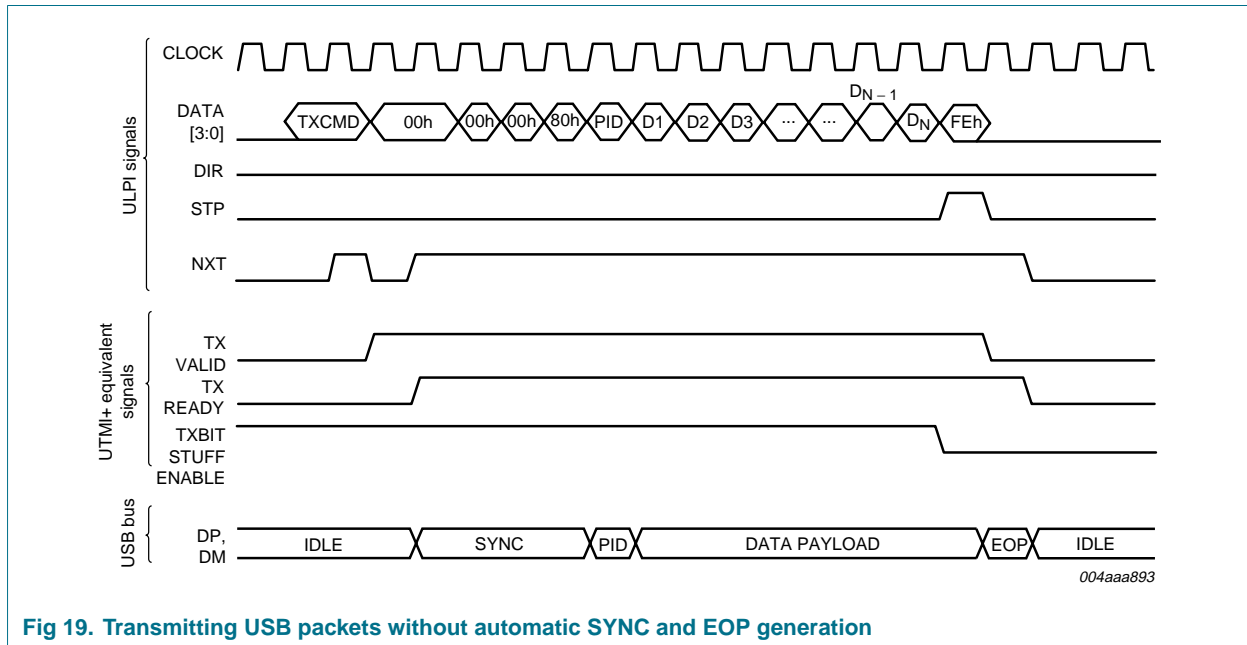 ULPI signals
CLOCK
DATA
[3:0]
TXCMD 00h 00h 00h 80h PID D1 D2 D3 ... ... DN − 1 DN FEh
DIR
STP
NXT
UTMI+ equivalent
signals
TX
VALID
TX
READY
TXBIT
STUFF
ENABLE
USB bus
DP,
DM
IDLE SYNC PID DATA PAYLOAD EOP IDLE
004aaa893
Fig 19. Transmitting USB packets without automatic SYNC and EOP generation